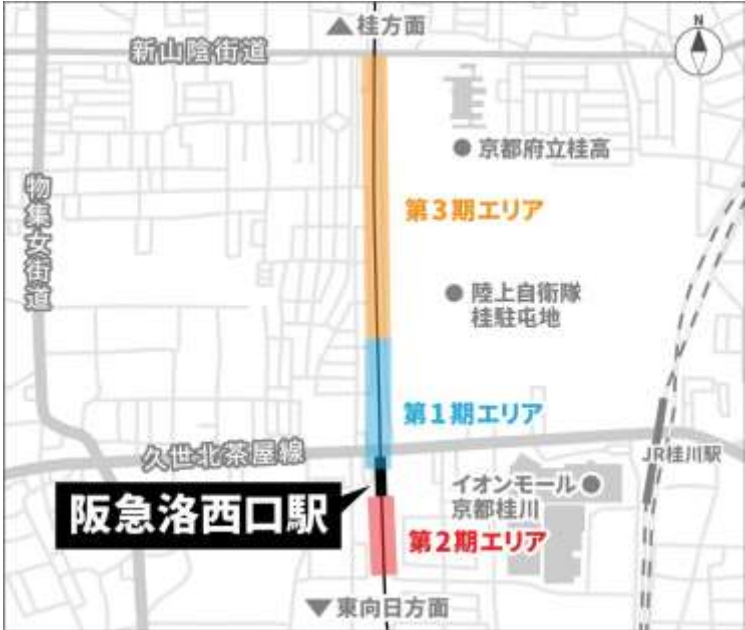 ▲桂方面
N
新山陰街道
京都府立桂高
物集女街道
第3期エリア
陸上自衛隊
桂駐屯地
第1期エリア
久世北茶屋線
JR桂川駅
イオンモール
京都桂川
阪急洛西口駅
第2期エリア
▼東向日方面